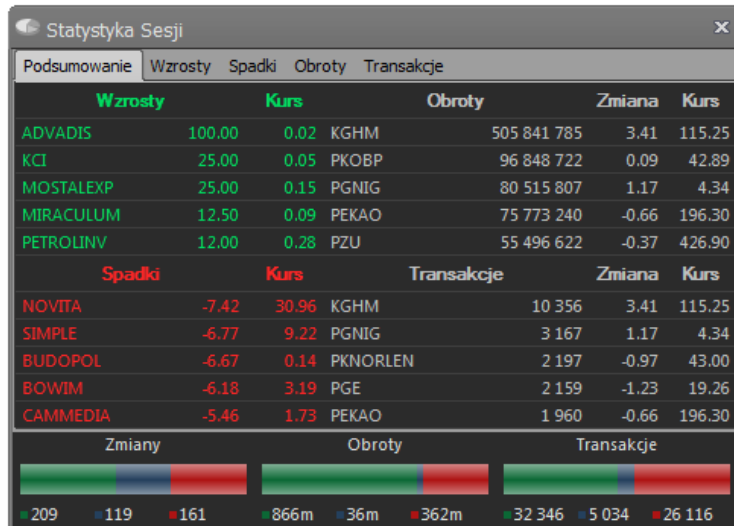 Statystyka Sesji
Podsumowanie Wzrosty Spadki Obroty Transakcje
Wzrosty Kurs Obroty Zmiana Kurs
ADVADIS 100.00 0.02 KGHM 505 841 785 3.41 115.25
KCI 25.00 0.05 PKOBP 96 848 722 0.09 42.89
MOSTALEXP 25.00 0.15 PGNIG 80 515 807 1.17 4.34
MIRACULUM 12.50 0.09 PEKAO 75 773 240 -0.66 196.30
PETROLINV 12.00 0.28 PZU 55 496 622 -0.37 426.90
Spadki Kurs Transakcje Zmiana Kurs
NOVITA -7.42 30.96 KGHM 10 356 3.41 115.25
SIMPLE -6.77 9.22 PGNIG 3 167 1.17 4.34
BUDOPOL -6.67 0.14 PKNORLEN 2 197 -0.97 43.00
BOWIM -6.18 3.19 PGE 2 159 -1.23 19.26
CAMMEDIA -5.46 1.73 PEKAO 1 960 -0.66 196.30
Zmiany Obroty Transakcje
209 119 161 866m 36m 362m 32 346 5 034 26 116